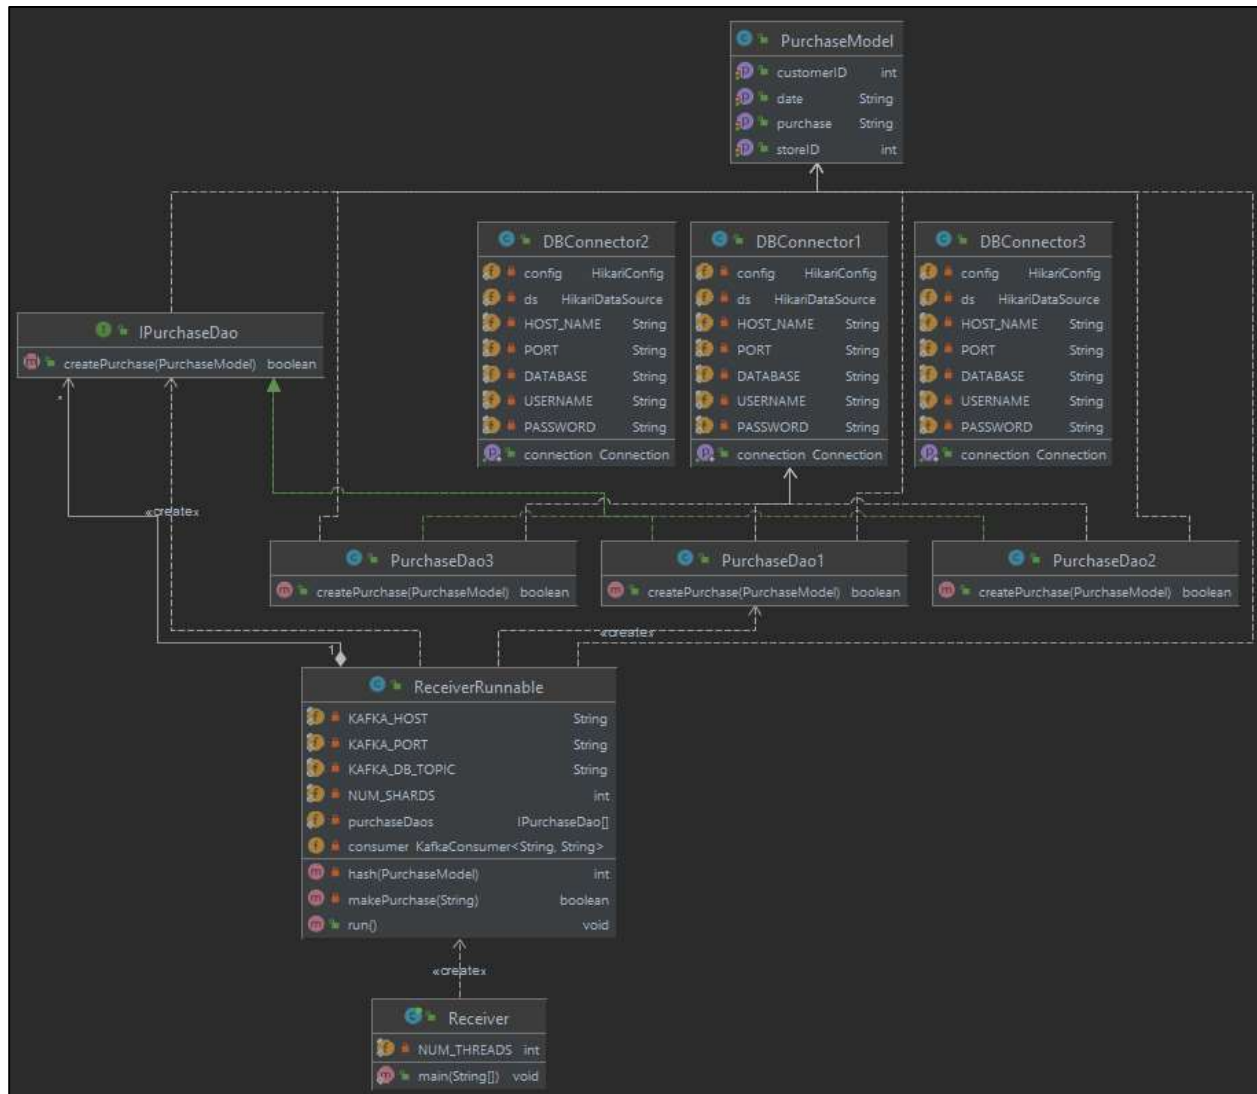 PurchaseModel
customerID int
date String
purchase String
storeID int
DBConnector2
config HikariConfig
ds HikariDataSource
HOST_NAME String
PORT String
DATABASE String
USERNAME String
PASSWORD String
connection Connection
DBConnector1
config HikariConfig
ds HikariDataSource
HOST_NAME String
PORT String
DATABASE String
USERNAME String
PASSWORD String
connection Connection
DBConnector3
config HikariConfig
ds HikariDataSource
HOST_NAME String
PORT String
DATABASE String
USERNAME String
PASSWORD String
connection Connection
IPurchaseDao
createPurchase(PurchaseModel) boolean
*
«create»
PurchaseDao3
createPurchase(PurchaseModel) boolean
PurchaseDao1
createPurchase(PurchaseModel) boolean
PurchaseDao2
createPurchase(PurchaseModel) boolean
«create»
1
ReceiverRunnable
KAFKA_HOST String
KAFKA_PORT String
KAFKA_DB_TOPIC String
NUM_SHARDS int
purchaseDaos IPurchaseDao[]
consumer KafkaConsumer<String, String>
hash(PurchaseModel) int
makePurchase(String) boolean
run() void
«create»
Receiver
NUM_THREADS int
main(String[]) void